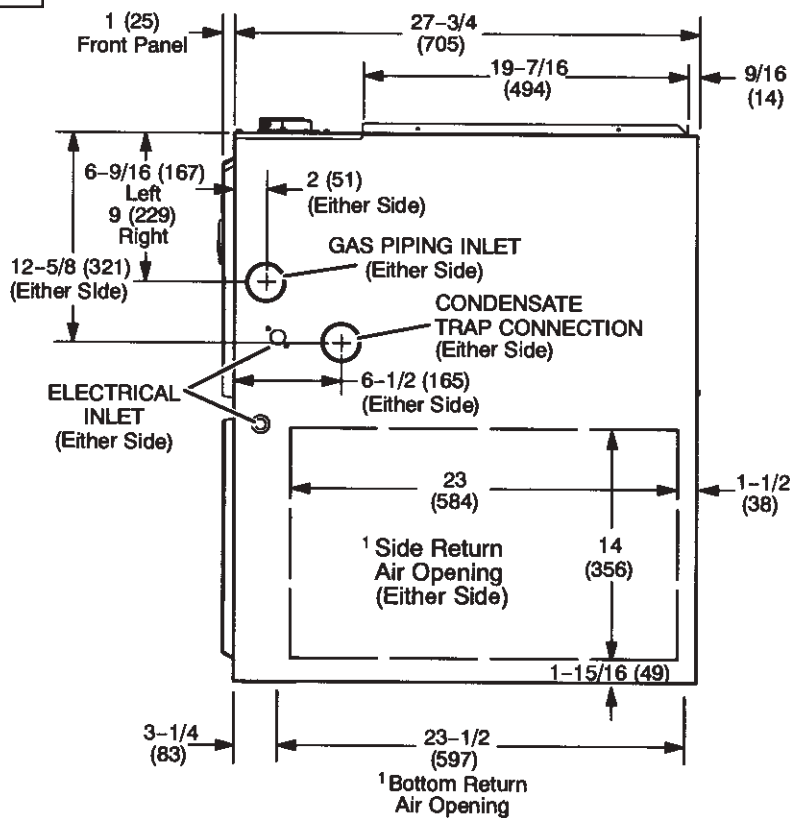 1 (25)
Front Panel
27-3/4
(705)
19-7/16
(494)
9/16
(14)
6-9/16 (167)
Left
9 (229)
Right
2 (51)
(Either Side)
12-5/8 (321)
(Either Side)
GAS PIPING INLET
(Either Side)
CONDENSATE
TRAP CONNECTION
(Either Side)
6-1/2 (165)
(Either Side)
ELECTRICAL
INLET
(Either Side)
23
(584)
1-1/2
(38)
14
(356)
1 Side Return
Air Opening
(Either Side)
1-15/16 (49)
3-1/4
(83)
23-1/2
(597)
1 Bottom Return
Air Opening